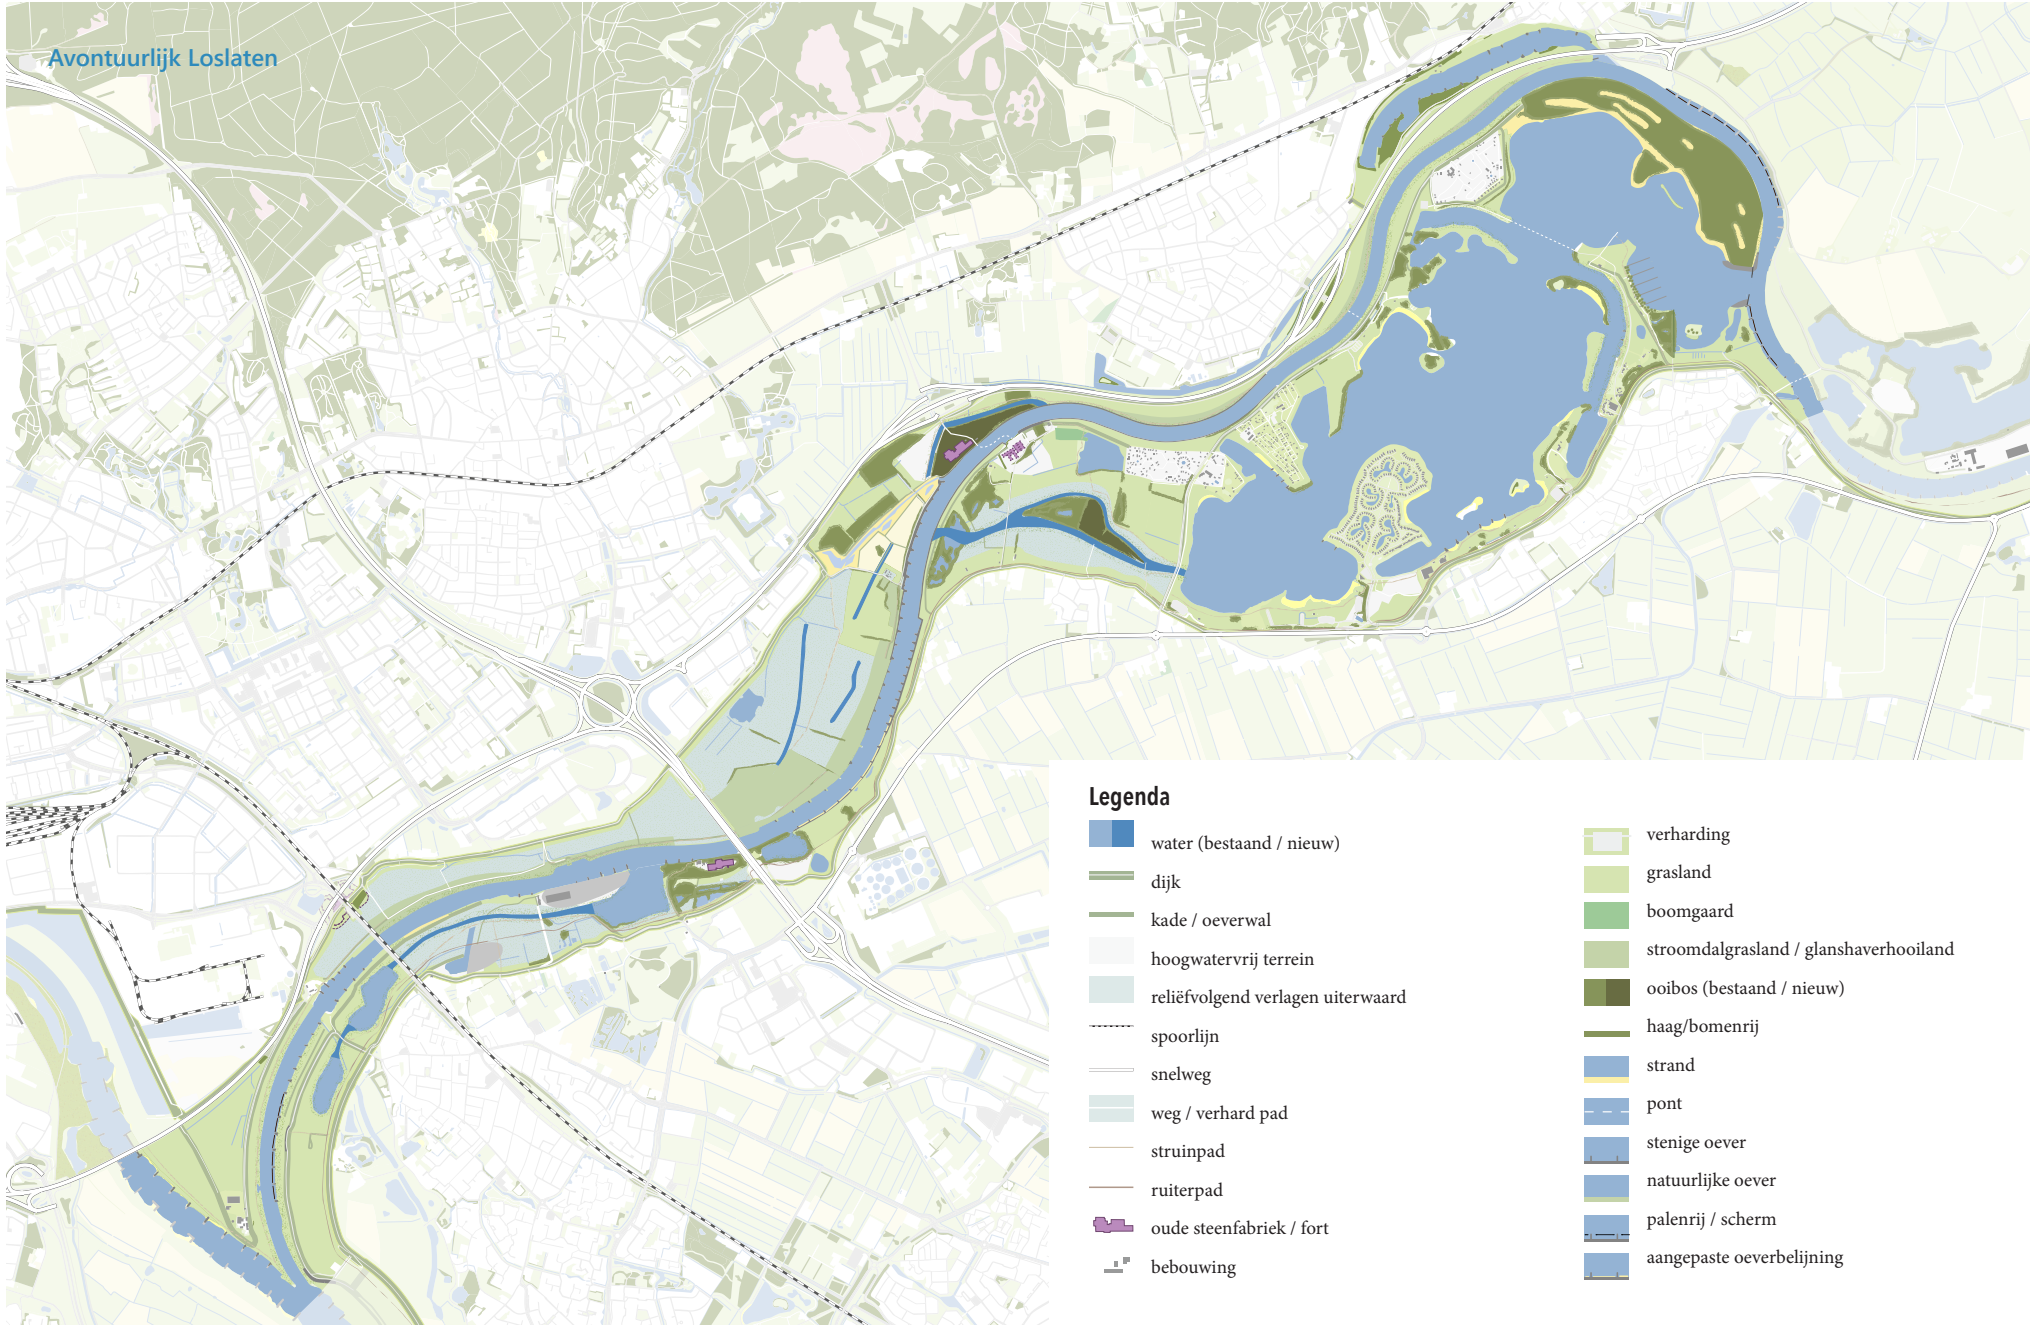 Avontuurlijk Loslaten
Legenda
water (bestaand / nieuw)
dijk
kade / oeverwal
hoogwatervrij terrein
reliëfvolgend verlagen uiterwaard
spoorlijn
snelweg
weg / verhard pad
struinpad
ruiterpad
oude steenfabriek / fort
bebouwing
verharding
grasland
boomgaard
stroomdalgrasland / glanshaverhooiland
ooibos (bestaand / nieuw)
haag/bomenrij
strand
pont
stenige oever
natuurlijke oever
palenrij / scherm
aangepaste oeverbelijning